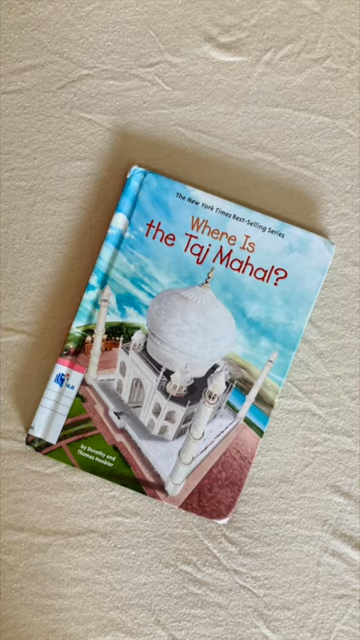 The New York Times Best-Selling Series
Where Is
the Taj Mahal?
by Dorothy and
Thomas Hoobler